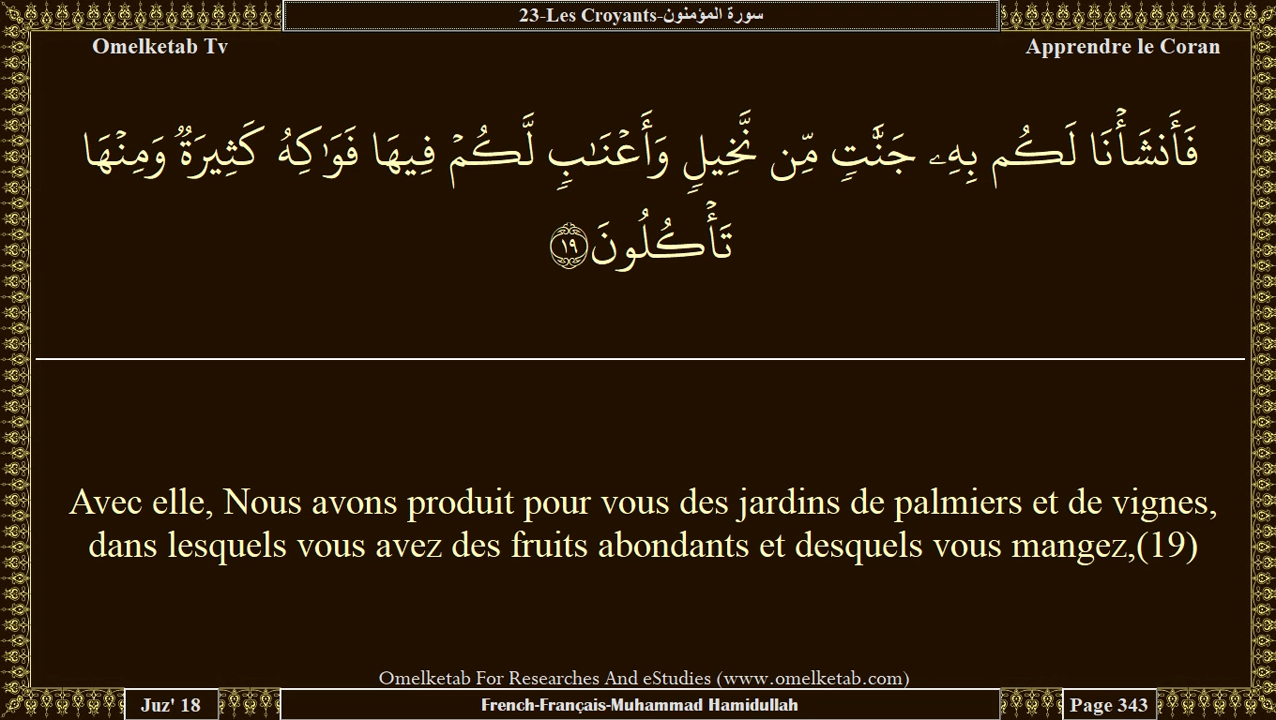 23-Les Croyants-سورة المؤمنون
Omelketab Tv
Apprendre le Coran
فَأَنشَأۡنَا لَكُم بِهِۦ جَنَّٰتٖ مِّن نَّخِيلٖ وَأَعۡنَٰبٖ لَّكُمۡ فِيهَا فَوَٰكِهُ كَثِيرَةٞ وَمِنۡهَا
تَأۡكُلُونَ ١٩
Avec elle, Nous avons produit pour vous des jardins de palmiers et de vignes,
dans lesquels vous avez des fruits abondants et desquels vous mangez,(19)
Omelketab For Researches And eStudies (www.omelketab.com)
Juz' 18
French-Français-Muhammad Hamidullah
Page 343